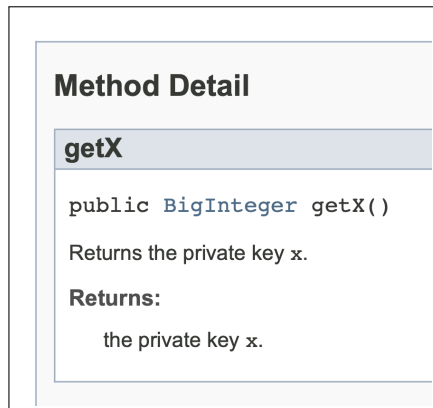 Method Detail
getX
public BigInteger getX()
Returns the private key x.
Returns:
the private key x.